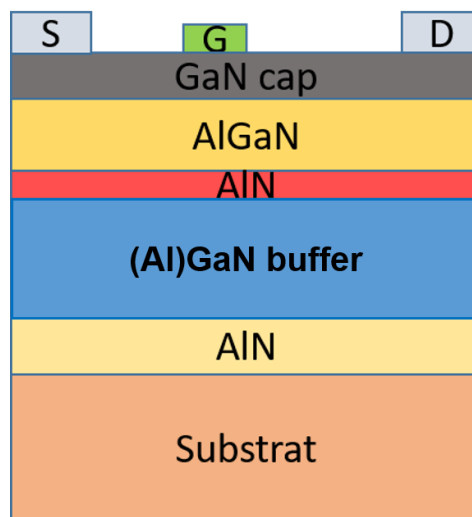 S G D
GaN cap
AlGaN
AlN
(Al)GaN buffer
AlN
Substrat